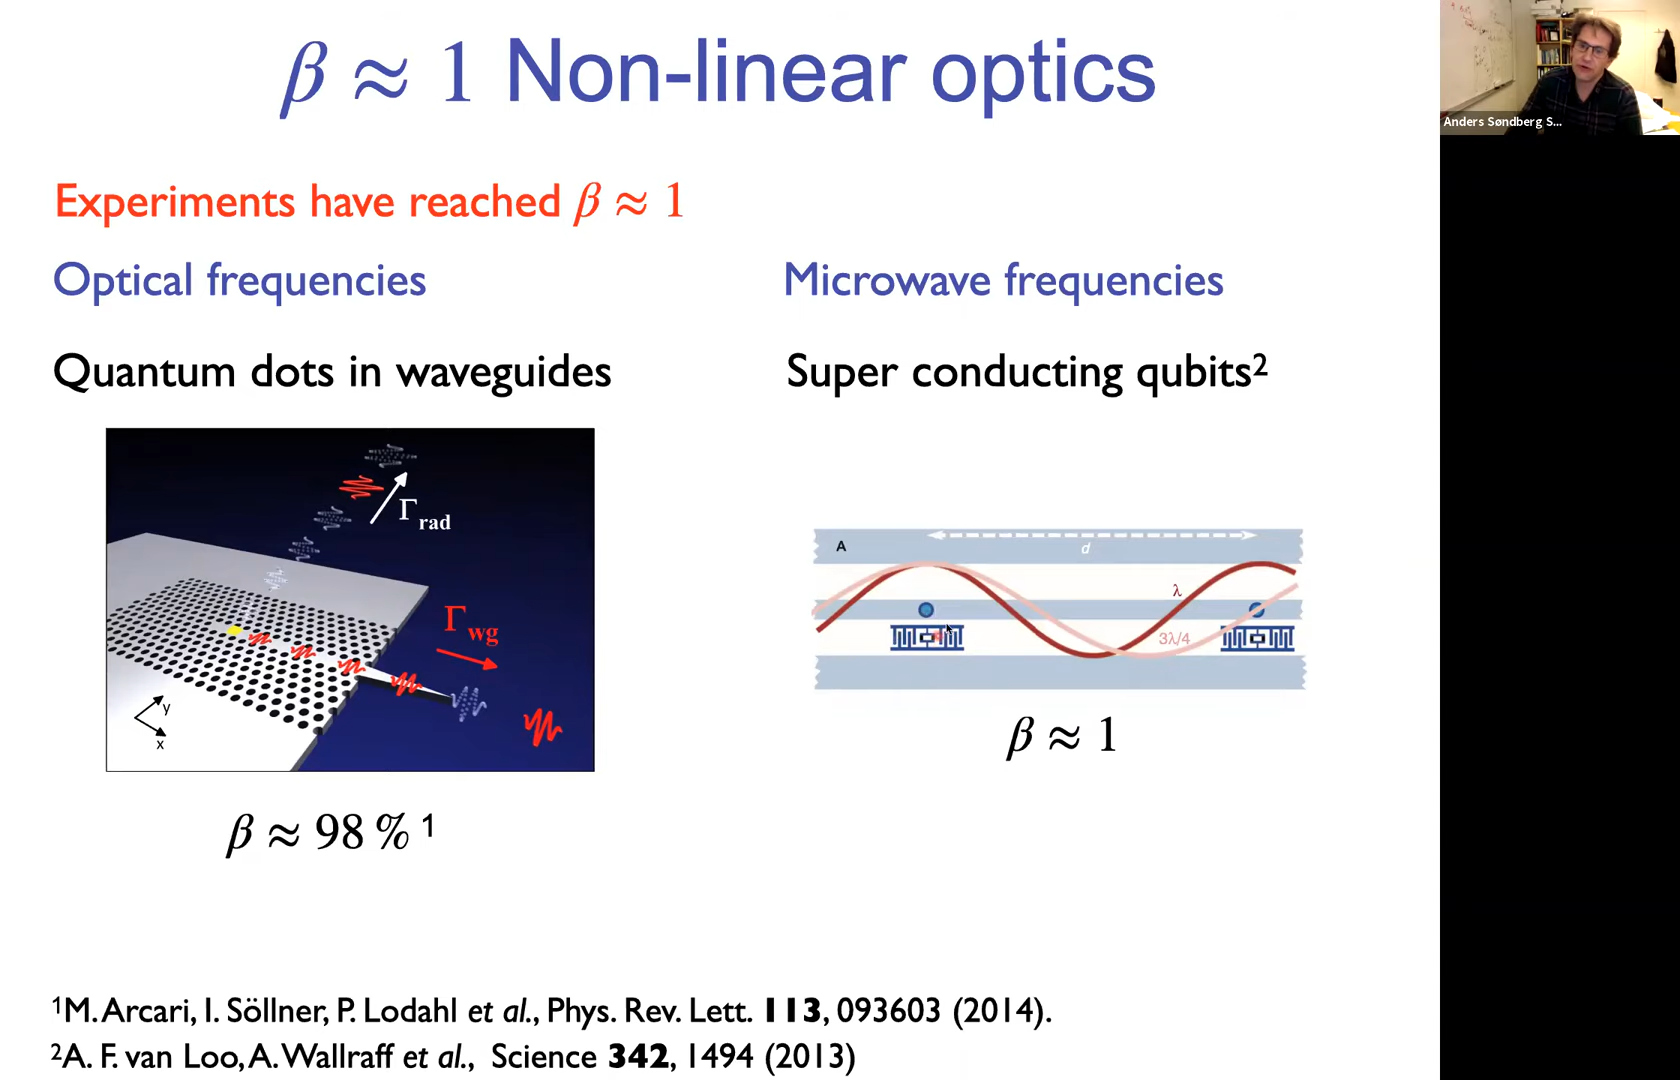 β ≈ 1 Non-linear optics
Anders Søndberg S...
Experiments have reached β ≈ 1
Optical frequencies
Microwave frequencies
Quantum dots in waveguides
Super conducting qubits²
Γrad
Γwg
y
x
A
d
λ
3λ/4
β ≈ 1
β ≈ 98 % ¹
¹M. Arcari, I. Söllner, P. Lodahl et al., Phys. Rev. Lett. 113, 093603 (2014).
²A. F. van Loo, A. Wallraff et al., Science 342, 1494 (2013)